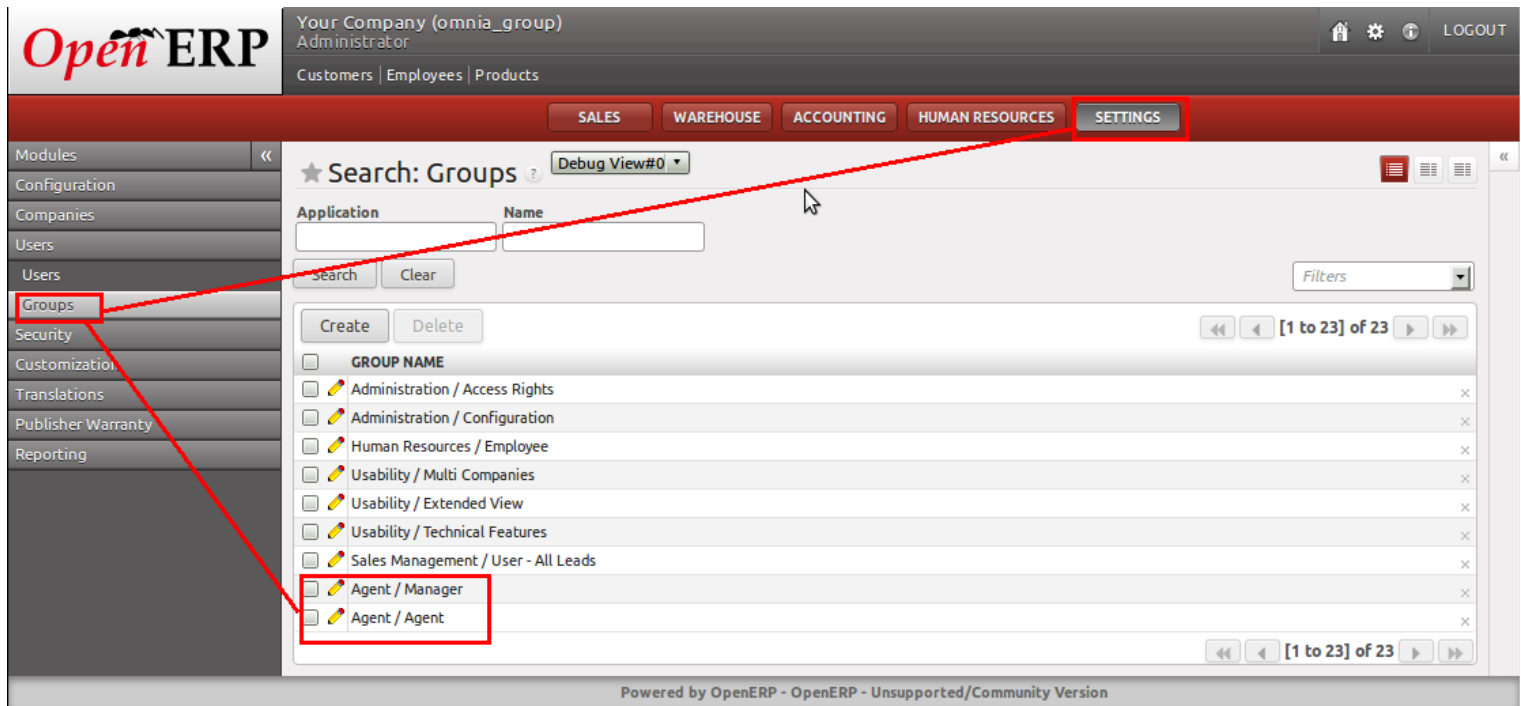 Open ERP
Your Company (omnia_group)
Administrator
LOGOUT
Customers | Employees | Products
SALES WAREHOUSE ACCOUNTING HUMAN RESOURCES SETTINGS
Modules
Configuration
Companies
Users
Users
Groups
Security
Customization
Translations
Publisher Warranty
Reporting
Search: Groups ? Debug View#0
Application Name
Search Clear
Filters
Create Delete
[1 to 23] of 23
GROUP NAME
Administration / Access Rights
Administration / Configuration
Human Resources / Employee
Usability / Multi Companies
Usability / Extended View
Usability / Technical Features
Sales Management / User - All Leads
Agent / Manager
Agent / Agent
[1 to 23] of 23
Powered by OpenERP - OpenERP - Unsupported/Community Version